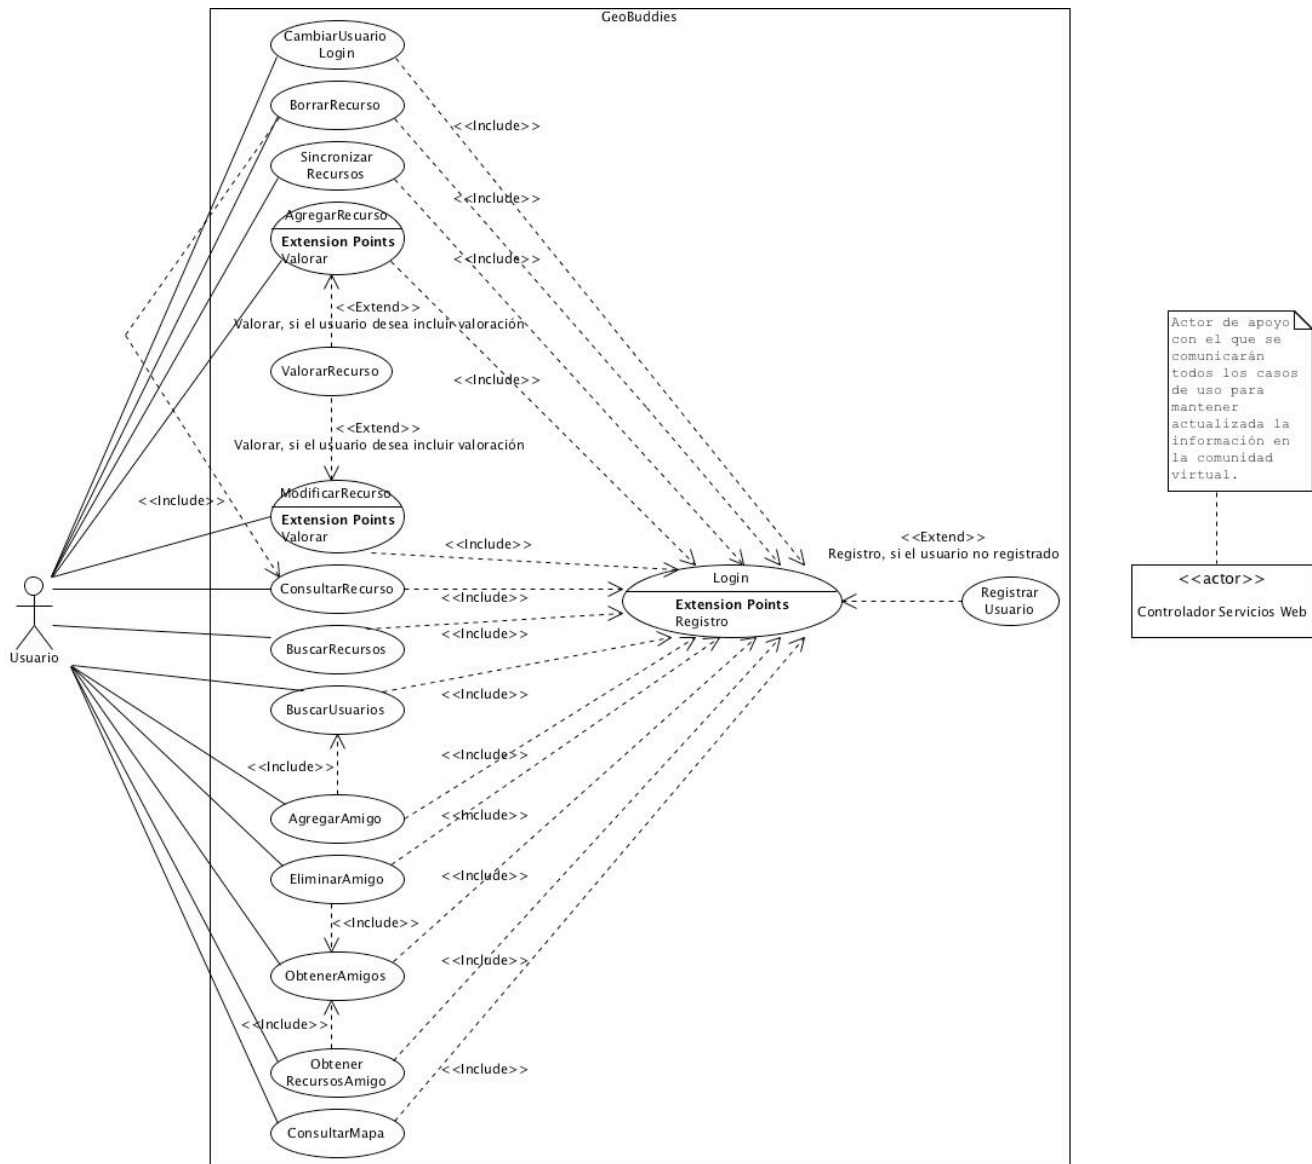 GeoBuddies
CambiarUsuario
Login
BorrarRecurso
<<Include>>
Sincronizar
Recursos
<<Include>>
AgregarRecurso
Extension Points
Valorar
<<Include>>
<<Extend>>
Valorar, si el usuario desea incluir valoración
ValorarRecurso
<<Include>>
<<Extend>>
Valorar, si el usuario desea incluir valoración
<<Include>>
ModificarRecurso
Extension Points
Valorar
<<Include>>
ConsultarRecurso
<<Include>>
BuscarRecursos
<<Include>>
Usuario
BuscarUsuarios
<<Include>>
<<Include>>
AgregarAmigo
<<Include>>
<<Include>>
EliminarAmigo
<<Include>>
<<Include>>
ObtenerAmigos
<<Include>>
<<Include>>
Obtener
RecursosAmigo
<<Include>>
ConsultarMapa
Login
Extension Points
Registro
<<Extend>>
Registro, si el usuario no registrado
Registrar
Usuario
Actor de apoyo
con el que se
comunicarán
todos los casos
de uso para
mantener
actualizada la
información en
la comunidad
virtual.
<<actor>>
Controlador Servicios Web